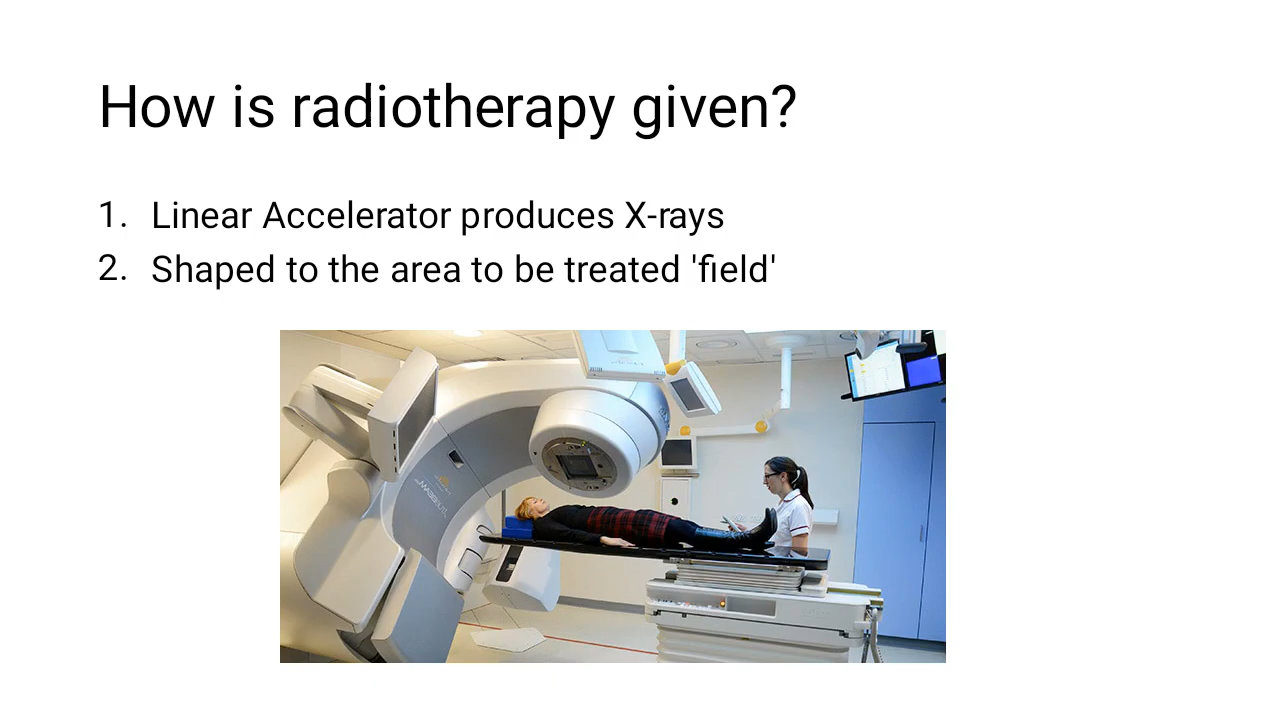 How is radiotherapy given?
1. Linear Accelerator produces X-rays
2. Shaped to the area to be treated 'field'